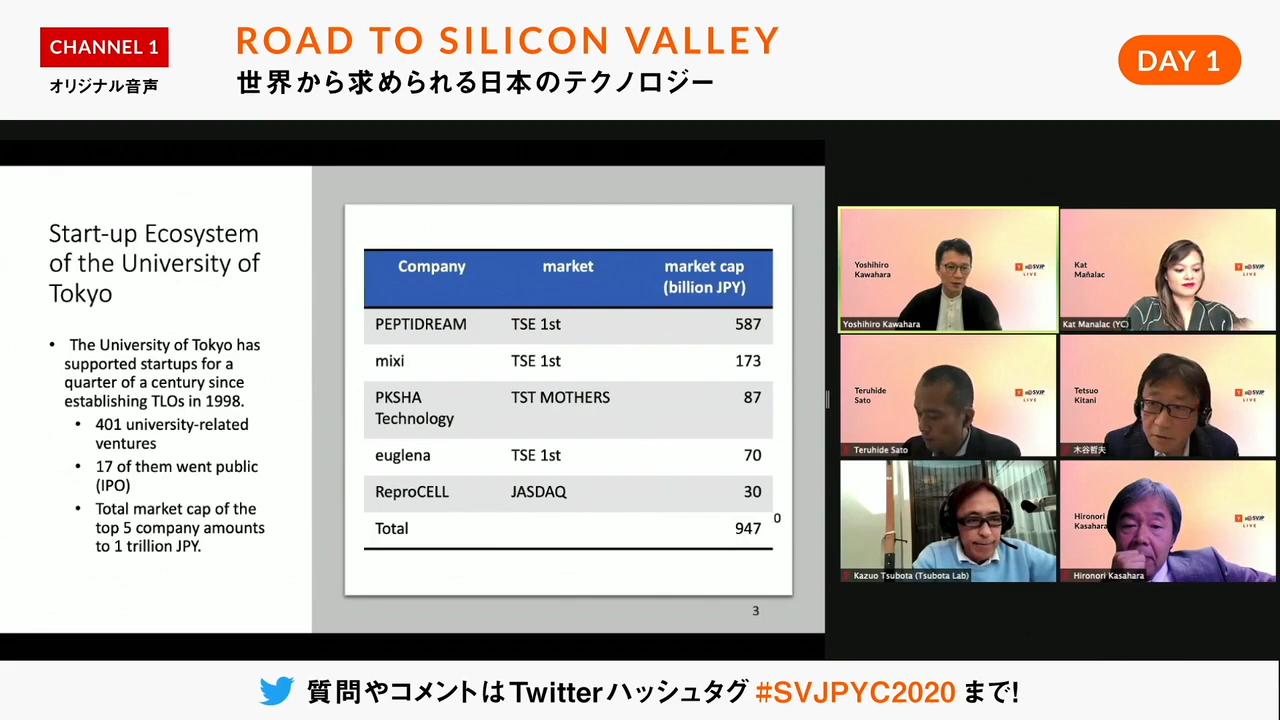 CHANNEL 1
オリジナル音声
ROAD TO SILICON VALLEY
世界から求められる日本のテクノロジー
DAY 1
Start-up Ecosystem
of the University of
Tokyo
• The University of Tokyo has
supported startups for a
quarter of a century since
establishing TLOs in 1998.
• 401 university-related
ventures
• 17 of them went public
(IPO)
• Total market cap of the
top 5 company amounts
to 1 trillion JPY.
Company market market cap
(billion JPY)
PEPTIDREAM TSE 1st 587
mixi TSE 1st 173
PKSHA TST MOTHERS 87
Technology
euglena TSE 1st 70
ReproCELL JASDAQ 30
0
Total 947
3
Yoshihiro
Kawahara
LIVE
Yoshihiro Kawahara
Kat
Mañalac
LIVE
Kat Manalac (YC)
Teruhide
Sato
LIVE
Teruhide Sato
Tetsuo
Kitani
LIVE
木谷哲夫
Kazuo Tsubota (Tsubota Lab)
Hironori
Kasahara
LIVE
Hironori Kasahara
質問やコメントはTwitterハッシュタグ #SVJPYC2020 まで!